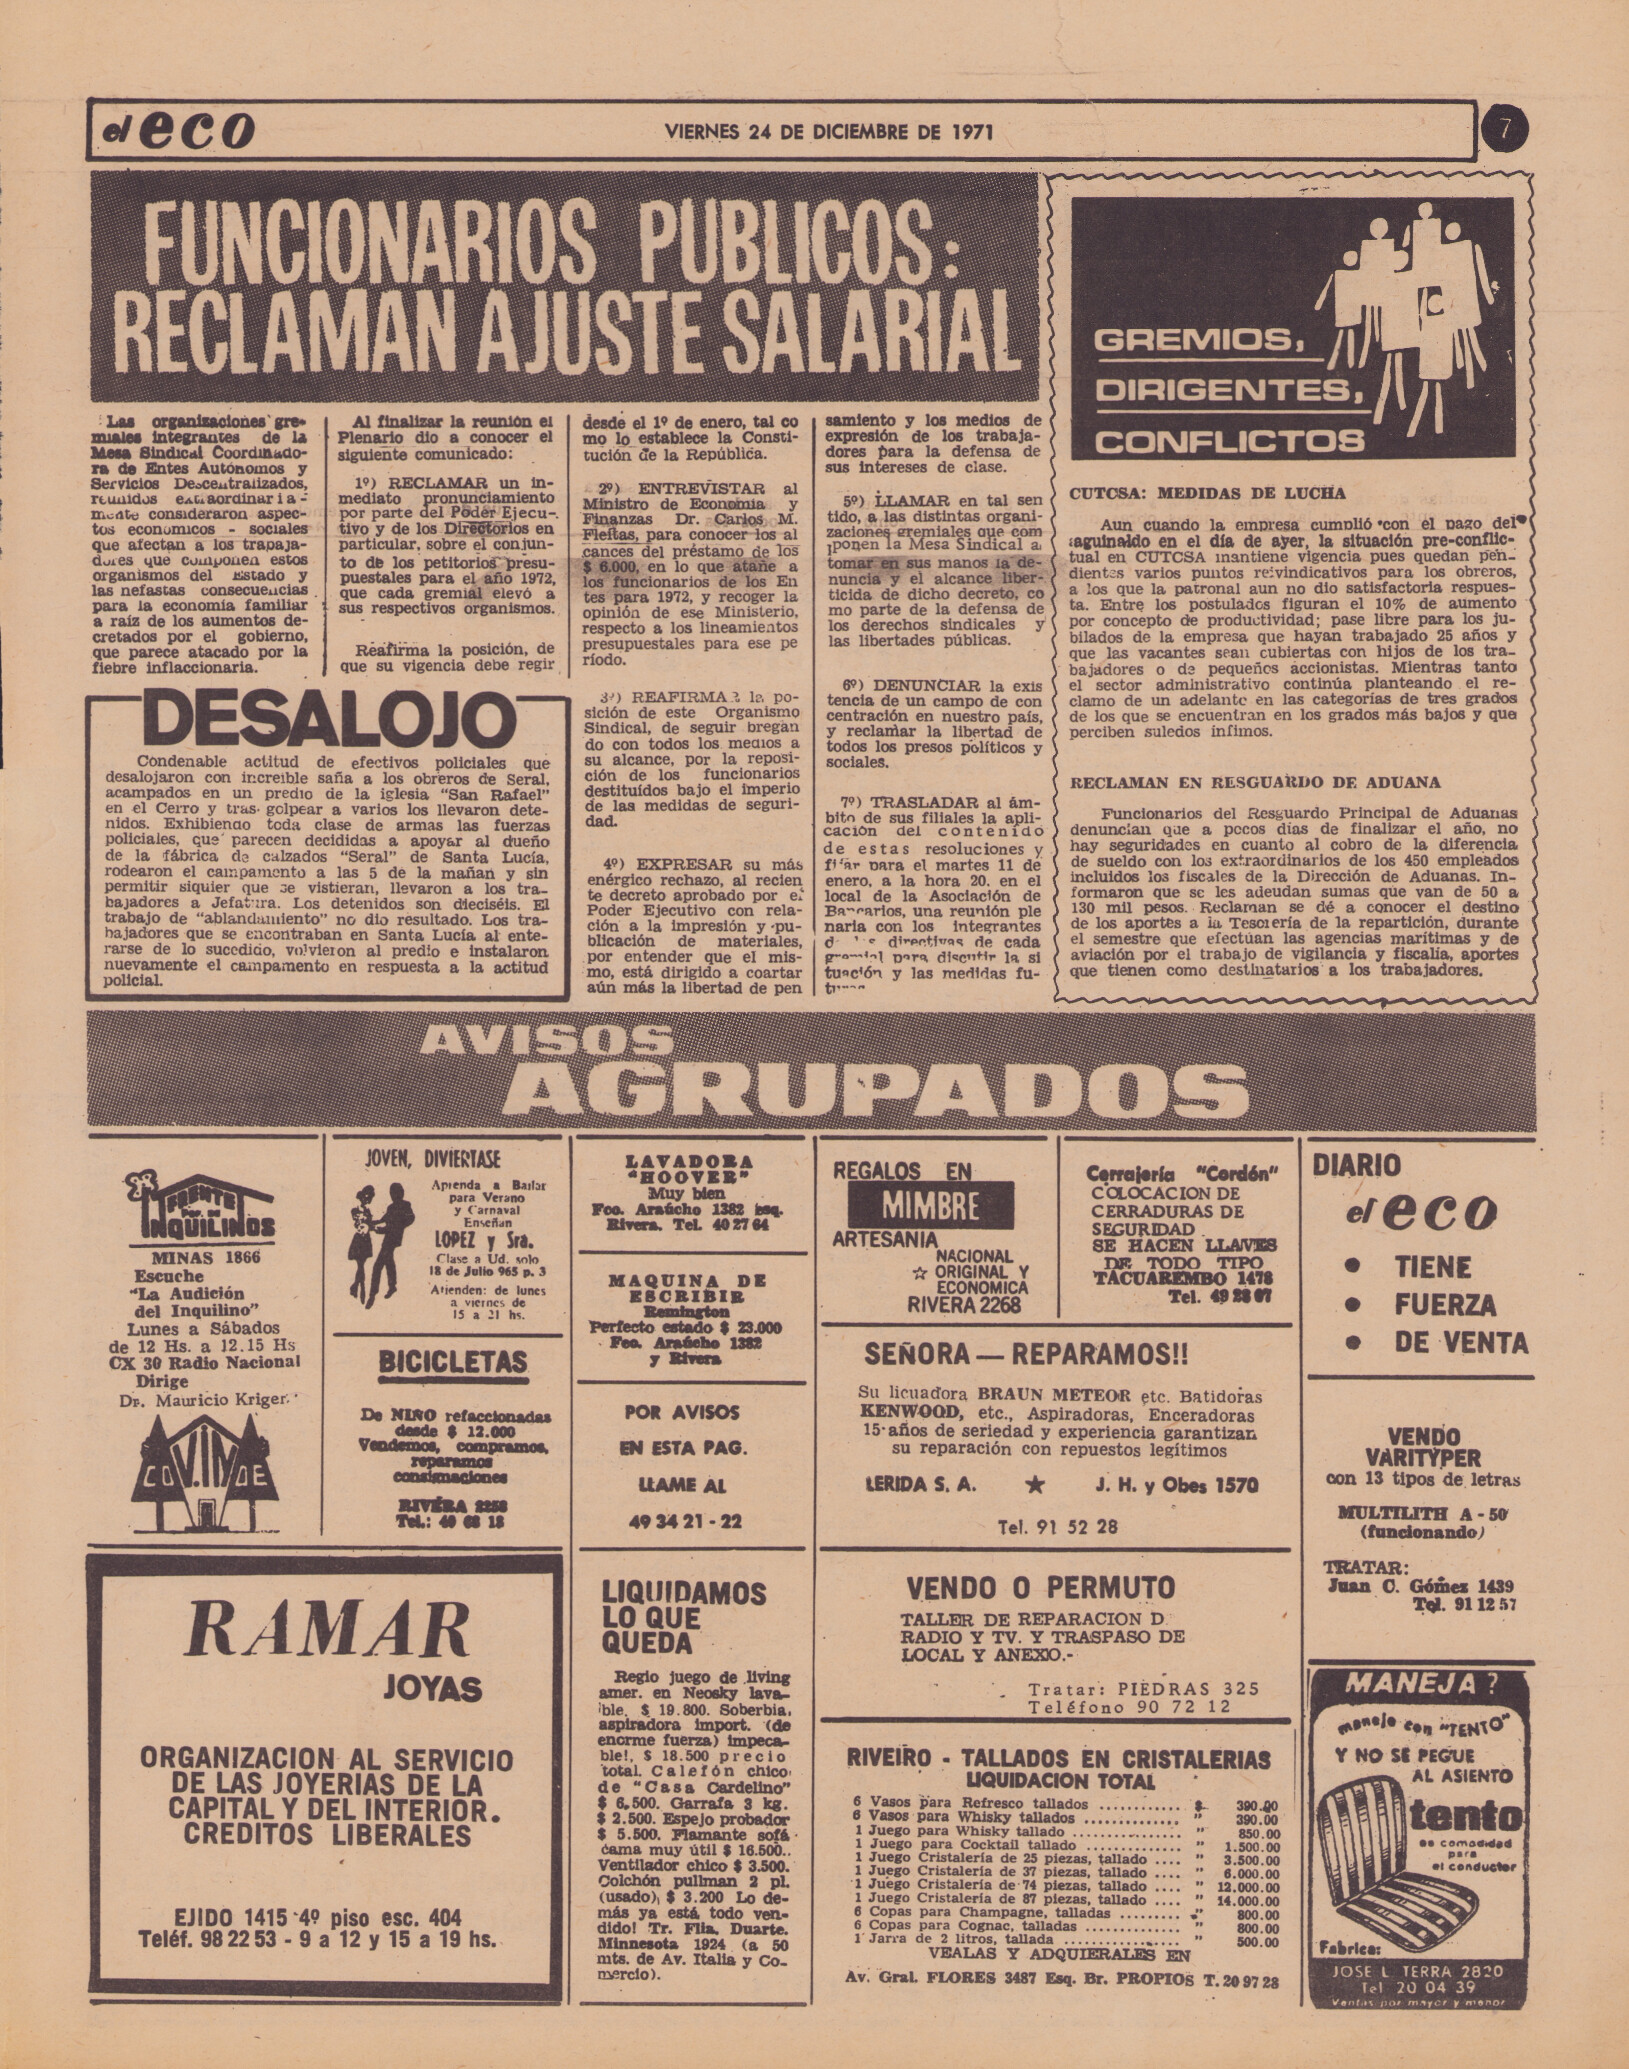 el eco
VIERNES 24 DE DICIEMBRE DE 1971
7
FUNCIONARIOS PUBLICOS:
RECLAMAN AJUSTE SALARIAL
Las organizaciones gre-
miales integrantes de la
Mesa Sindical Coordinado-
ra de Entes Autónomos y
Servicios Descentralizados,
reunidos extraordinaria-
mente consideraron aspec-
tos económicos - sociales
que afectan a los trabaja-
dores que componen estos
organismos del Estado y
las nefastas consecuencias
para la economía familiar
a raíz de los aumentos de-
cretados por el gobierno,
que parece atacado por la
fiebre inflaccionaria.
Al finalizar la reunión el
Plenario dio a conocer el
siguiente comunicado:
1º) RECLAMAR un in-
mediato pronunciamiento
por parte del Poder Ejecu-
tivo y de los Directorios en
particular, sobre el conjun-
to de los petitorios presu-
puestales para el año 1972,
que cada gremial elevó a
sus respectivos organismos.
Reafirma la posición, de
que su vigencia debe regir
desde el 1º de enero, tal co
mo lo establece la Consti-
tución de la República.
2º) ENTREVISTAR al
Ministro de Economía y
Finanzas Dr. Carlos M.
Fleitas, para conocer los al
cances del préstamo de los
$ 6.000, en lo que atañe a
los funcionarios de los En
tes para 1972, y recoger la
opinión de ese Ministerio,
respecto a los lineamientos
presupuestales para ese pe
ríodo.
3º) REAFIRMAR la po-
sición de este Organismo
Sindical, de seguir bregan
do con todos los medios a
su alcance, por la reposi-
ción de los funcionarios
destituídos bajo el imperio
de las medidas de seguri-
dad.
4º) EXPRESAR su más
enérgico rechazo, al recien
te decreto aprobado por el
Poder Ejecutivo con rela-
ción a la impresión y pu-
blicación de materiales,
por entender que el mis-
mo, está dirigido a coartar
aún más la libertad de pen
samiento y los medios de
expresión de los trabaja-
dores para la defensa de
sus intereses de clase.
5º) LLAMAR en tal sen
tido, a las distintas organi-
zaciones gremiales que com
ponen la Mesa Sindical a
tomar en sus manos la de-
nuncia y el alcance liber-
ticida de dicho decreto, co
mo parte de la defensa de
los derechos sindicales y
las libertades públicas.
6º) DENUNCIAR la exis
tencia de un campo de con
centración en nuestro país,
y reclamar la libertad de
todos los presos políticos y
sociales.
7º) TRASLADAR al ám-
bito de sus filiales la apli-
cación del contenido
de estas resoluciones y
fijar para el martes 11 de
enero, a la hora 20. en el
local de la Asociación de
Bancarios, una reunión ple
naria con los integrantes
de las directivas de cada
gremial para discutir la si
tuación y las medidas fu-
turas
DESALOJO
Condenable actitud de efectivos policiales que
desalojaron con increible saña a los obreros de Seral,
acampados en un predio de la iglesia "San Rafael"
en el Cerro y tras golpear a varios los llevaron dete-
nidos. Exhibiendo toda clase de armas las fuerzas
policiales, que parecen decididas a apoyar al dueño
de la fábrica de calzados "Seral" de Santa Lucía,
rodearon el campamento a las 5 de la mañan y sin
permitir siquier que se vistieran, llevaron a los tra-
bajadores a Jefatura. Los detenidos son dieciséis. El
trabajo de "ablandamiento" no dio resultado. Los tra-
bajadores que se encontraban en Santa Lucía al ente-
rarse de lo sucedido, volvieron al predio e instalaron
nuevamente el campamento en respuesta a la actitud
policial.
GREMIOS,
DIRIGENTES,
CONFLICTOS
CUTCSA: MEDIDAS DE LUCHA
Aun cuando la empresa cumplió con el pazo del
aguinaldo en el día de ayer, la situación pre-conflic-
tual en CUTCSA mantiene vigencia pues quedan pen-
dientes varios puntos reivindicativos para los obreros,
a los que la patronal aun no dio satisfactoria respues-
ta. Entre los postulados figuran el 10% de aumento
por concepto de productividad; pase libre para los ju-
bilados de la empresa que hayan trabajado 25 años y
que las vacantes sean cubiertas con hijos de los tra-
bajadores o de pequeños accionistas. Mientras tanto
el sector administrativo continúa planteando el re-
clamo de un adelanto en las categorías de tres grados
de los que se encuentran en los grados más bajos y que
perciben suledos ínfimos.
RECLAMAN EN RESGUARDO DE ADUANA
Funcionarios del Resguardo Principal de Aduanas
denuncian que a pocos días de finalizar el año, no
hay seguridades en cuanto al cobro de la diferencia
de sueldo con los extraordinarios de los 450 empleados
incluidos los fiscales de la Dirección de Aduanas. In-
formaron que se les adeudan sumas que van de 50 a
130 mil pesos. Reclaman se dé a conocer el destino
de los aportes a la Tesorería de la repartición, durante
el semestre que efectúan las agencias marítimas y de
aviación por el trabajo de vigilancia y fiscalía, aportes
que tienen como destinatarios a los trabajadores.
AVISOS
AGRUPADOS
FRENTE
POP. DE
INQUILINOS
MINAS 1866
Escuche
"La Audición
del Inquilino"
Lunes a Sábados
de 12 Hs. a 12.15 Hs
CX 30 Radio Nacional
Dirige
Dr. Mauricio Kriger.
COVINDE
JOVEN, DIVIERTASE
Aprenda a Bailar
para Verano
y Carnaval
Enseñan
LOPEZ y Sra.
Clase a Ud. solo
18 de Julio 965 p. 3
Atienden: de lunes
a viernes de
15 a 21 hs.
BICICLETAS
De NIÑO refaccionadas
desde $ 12.000
Vendemos, compramos,
reparamos
consignaciones
RIVERA 2258
Tel.: 40 68 18
LAVADORA
"HOOVER"
Muy bien
Fco. Araúcho 1382 esq.
Rivera. Tel. 40 27 64
MAQUINA DE
ESCRIBIR
Remington
Perfecto estado $ 23.000
Fco. Araúcho 1382
y Rivera
POR AVISOS
EN ESTA PAG.
LLAME AL
49 34 21 - 22
REGALOS EN
MIMBRE
ARTESANIA
NACIONAL
☆ ORIGINAL Y
ECONOMICA
RIVERA 2268
Cerrajería "Cordón"
COLOCACION DE
CERRADURAS DE
SEGURIDAD
SE HACEN LLAVES
DE TODO TIPO
TACUAREMBO 1478
Tel. 49 28 07
DIARIO
el eco
• TIENE
• FUERZA
• DE VENTA
SEÑORA — REPARAMOS!!
Su licuadora BRAUN METEOR etc. Batidoras
KENWOOD, etc., Aspiradoras, Enceradoras
15 años de seriedad y experiencia garantizan
su reparación con repuestos legítimos
LERIDA S. A. ★ J. H. y Obes 1570
Tel. 91 52 28
VENDO
VARITYPER
con 13 tipos de letras
MULTILITH A - 50
(funcionando)
TRATAR:
Juan C. Gómez 1439
Tel. 91 12 57
RAMAR
JOYAS
ORGANIZACION AL SERVICIO
DE LAS JOYERIAS DE LA
CAPITAL Y DEL INTERIOR.
CREDITOS LIBERALES
EJIDO 1415 4º piso esc. 404
Teléf. 98 22 53 - 9 a 12 y 15 a 19 hs.
LIQUIDAMOS
LO QUE
QUEDA
Regio juego de living
amer. en Neosky lava-
ble, $ 19.800. Soberbia,
aspiradora import. (de
enorme fuerza) impeca-
ble!, $ 18.500 precio
total. Calefón chico
de "Casa Cardelino"
$ 6.500. Garrafa 3 kg.
$ 2.500. Espejo probador
$ 5.500. Flamante sofá
cama muy útil $ 16.500..
Ventilador chico $ 3.500.
Colchón pullman 2 pl.
(usado), $ 3.200 Lo de-
más ya está todo ven-
dido! Tr. Flia. Duarte.
Minnesota 1924 (a 50
mts. de Av. Italia y Co-
mercio).
VENDO O PERMUTO
TALLER DE REPARACION D
RADIO Y TV. Y TRASPASO DE
LOCAL Y ANEXO.-
Tratar: PIEDRAS 325
Teléfono 90 72 12
RIVEIRO - TALLADOS EN CRISTALERIAS
LIQUIDACION TOTAL
6 Vasos para Refresco tallados ............ $ 390.00
6 Vasos para Whisky tallados .............. " 390.00
1 Juego para Whisky tallado ............... " 850.00
1 Juego para Cocktail tallado ............. " 1.500.00
1 Juego Cristalería de 25 piezas, tallado .... " 3.500.00
1 Juego Cristalería de 37 piezas, tallado .... " 6.000.00
1 Juego Cristalería de 74 piezas, tallado .... " 12.000.00
1 Juego Cristalería de 87 piezas, tallado .... " 14.000.00
6 Copas para Champagne, talladas ......... " 800.00
6 Copas para Cognac, talladas .............. " 800.00
1 Jarra de 2 litros, tallada ................. " 500.00
VEALAS Y ADQUIERALES EN
Av. Gral. FLORES 3487 Esq. Br. PROPIOS T. 20 97 28
MANEJA?
maneje con "TENTO"
Y NO SE PEGUE
AL ASIENTO
tento
es comodidad
para
el conductor
Fabrica:
JOSE L. TERRA 2820
Tel 20 04 39
Ventas por mayor y menor